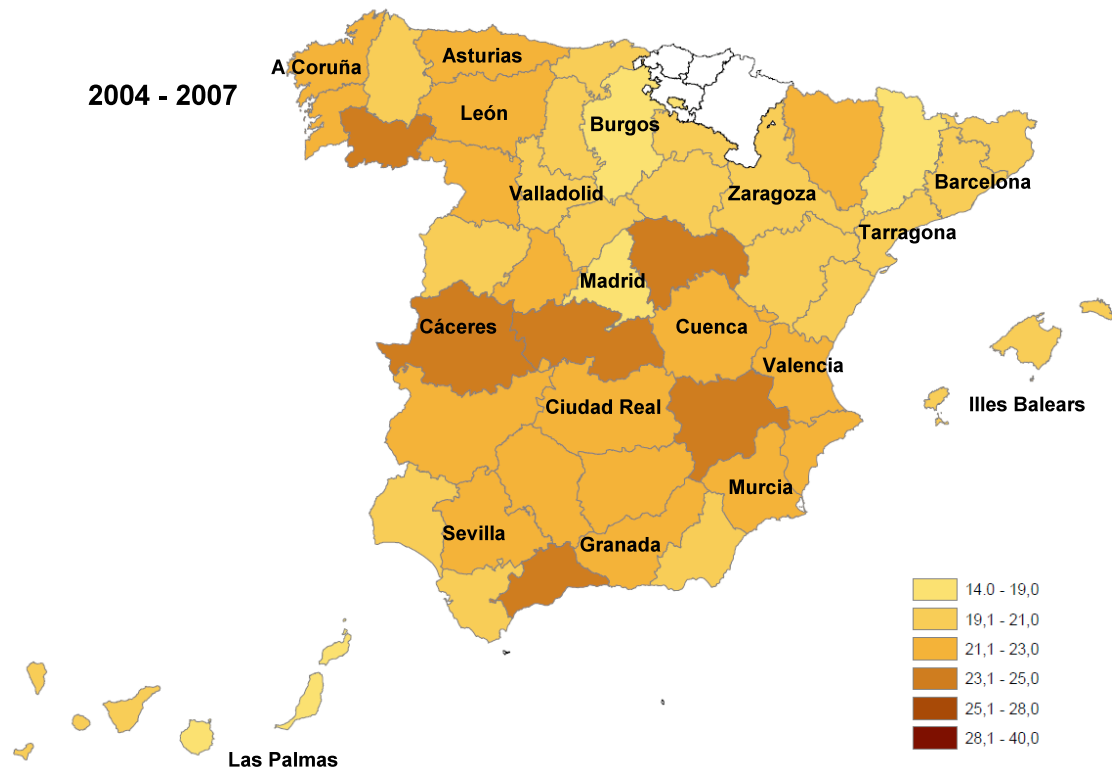 Asturias
A Coruña
2004 - 2007
León
Burgos
Barcelona
Valladolid
Zaragoza
Tarragona
Madrid
Cáceres
Cuenca
Valencia
Illes Balears
Ciudad Real
Murcia
Sevilla
Granada
14.0 - 19,0
19,1 - 21,0
21,1 - 23,0
23,1 - 25,0
25,1 - 28,0
28,1 - 40,0
Las Palmas